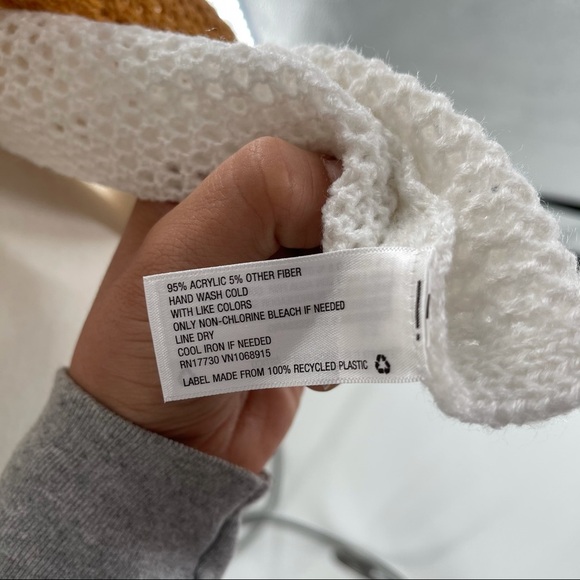 95% ACRYLIC 5% OTHER FIBER
HAND WASH COLD
WITH LIKE COLORS
ONLY NON-CHLORINE BLEACH IF NEEDED
LINE DRY
COOL IRON IF NEEDED
RN17730 VN1068915
LABEL MADE FROM 100% RECYCLED PLASTIC